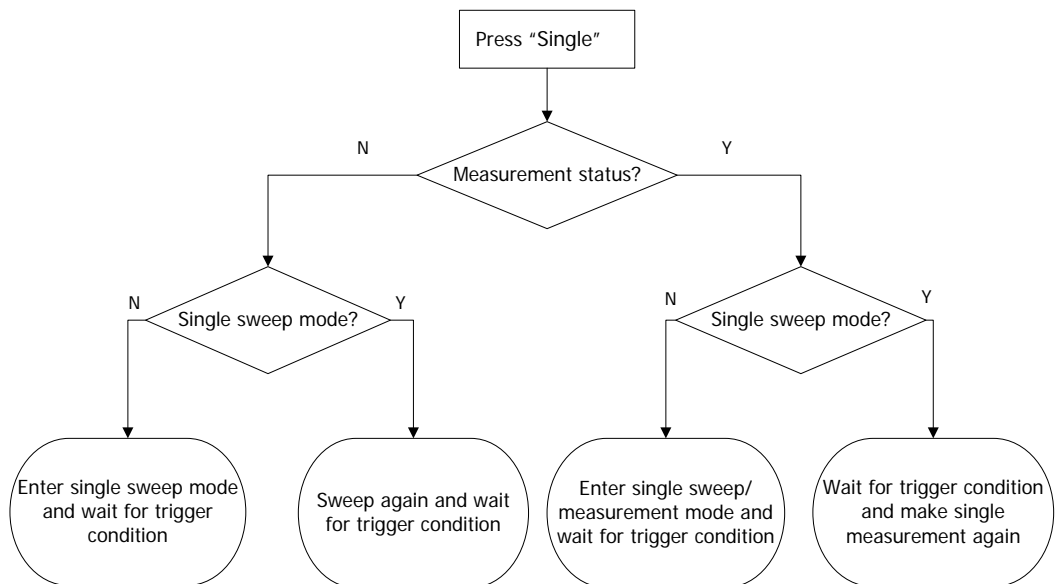 Press “Single”
N
Y
Measurement status?
N
Y
N
Y
Single sweep mode?
Single sweep mode?
Enter single sweep mode
and wait for trigger
condition
Sweep again and wait
for trigger condition
Enter single sweep/
measurement mode and
wait for trigger condition
Wait for trigger condition
and make single
measurement again